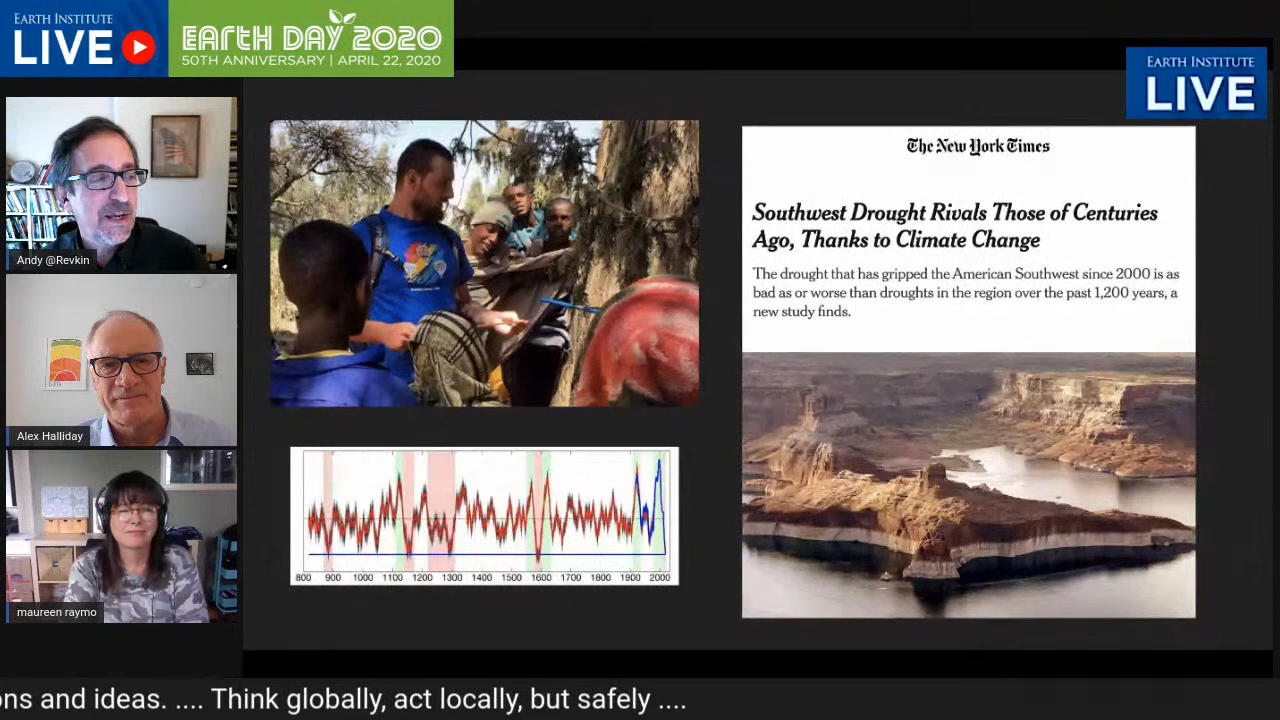 EARTH INSTITUTE
LIVE
EARTH DAY 2020
50TH ANNIVERSARY | APRIL 22, 2020
EARTH INSTITUTE
LIVE
Andy @Revkin
Alex Halliday
maureen raymo
The New York Times
Southwest Drought Rivals Those of Centuries
Ago, Thanks to Climate Change
The drought that has gripped the American Southwest since 2000 is as
bad as or worse than droughts in the region over the past 1,200 years, a
new study finds.
800 900 1000 1100 1200 1300 1400 1500 1600 1700 1800 1900 2000
ons and ideas. .... Think globally, act locally, but safely ....